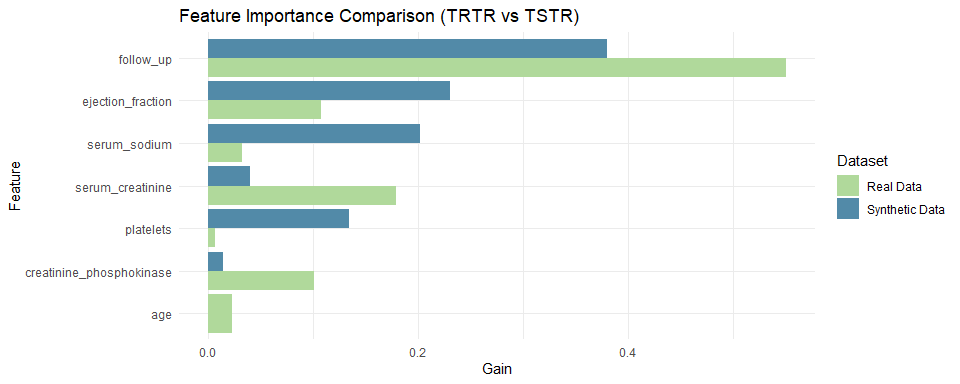 Feature Importance Comparison (TRTR vs TSTR)
follow_up
ejection_fraction
serum_sodium
serum_creatinine
platelets
creatinine_phosphokinase
age
Feature
0.0
0.2
0.4
Gain
Dataset
Real Data
Synthetic Data